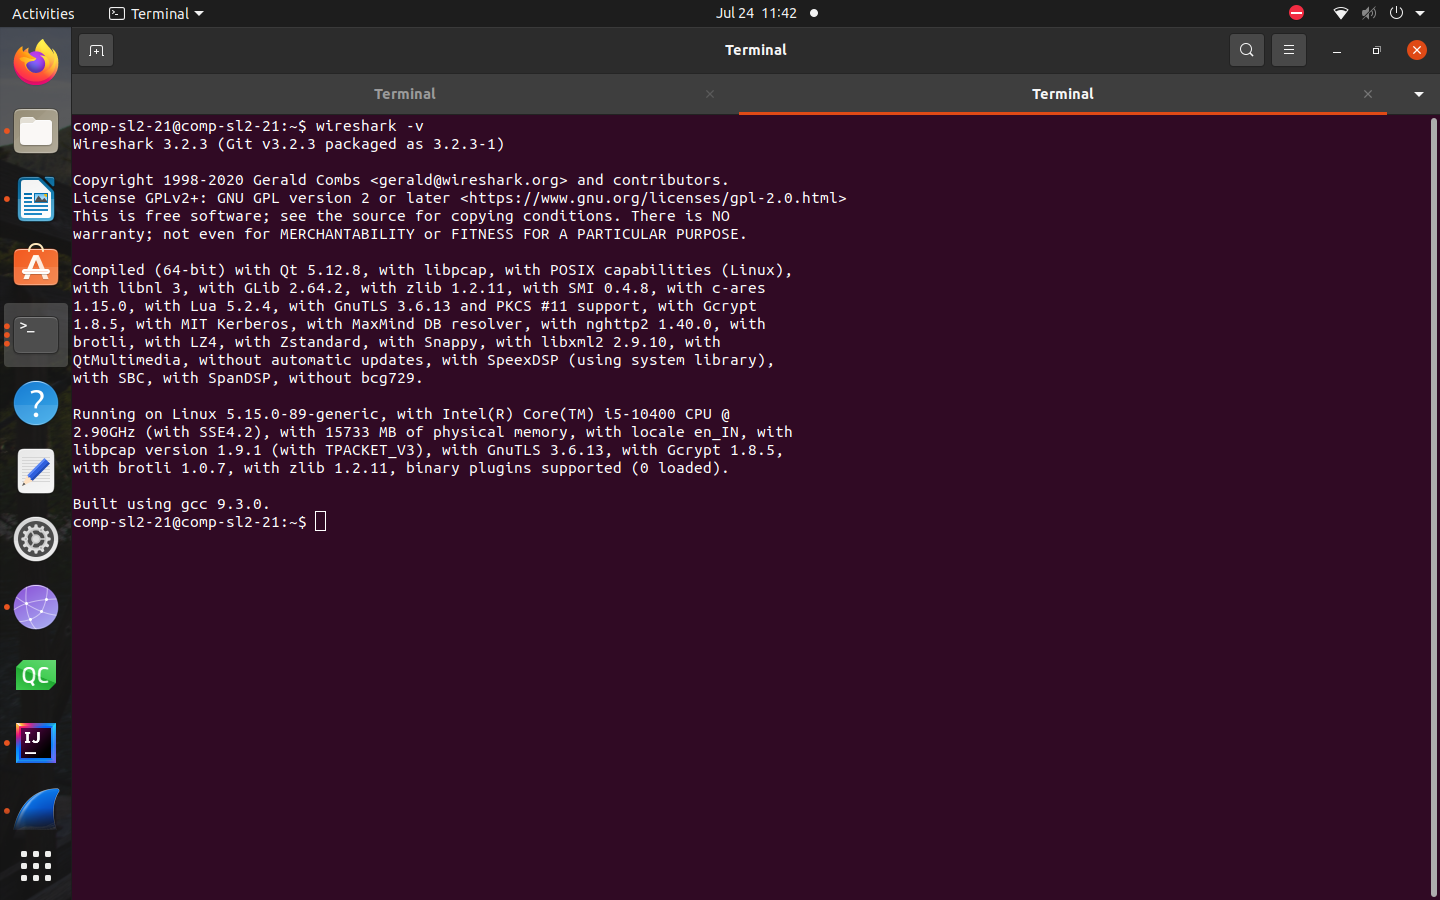 Activities
Terminal
Jul 24 11:42
Terminal
Terminal
Terminal
comp-sl2-21@comp-sl2-21:~$ wireshark -v
Wireshark 3.2.3 (Git v3.2.3 packaged as 3.2.3-1)
Copyright 1998-2020 Gerald Combs <gerald@wireshark.org> and contributors.
License GPLv2+: GNU GPL version 2 or later <https://www.gnu.org/licenses/gpl-2.0.html>
This is free software; see the source for copying conditions. There is NO
warranty; not even for MERCHANTABILITY or FITNESS FOR A PARTICULAR PURPOSE.
Compiled (64-bit) with Qt 5.12.8, with libpcap, with POSIX capabilities (Linux),
with libnl 3, with GLib 2.64.2, with zlib 1.2.11, with SMI 0.4.8, with c-ares
1.15.0, with Lua 5.2.4, with GnuTLS 3.6.13 and PKCS #11 support, with Gcrypt
1.8.5, with MIT Kerberos, with MaxMind DB resolver, with nghttp2 1.40.0, with
brotli, with LZ4, with Zstandard, with Snappy, with libxml2 2.9.10, with
QtMultimedia, without automatic updates, with SpeexDSP (using system library),
with SBC, with SpanDSP, without bcg729.
Running on Linux 5.15.0-89-generic, with Intel(R) Core(TM) i5-10400 CPU @
2.90GHz (with SSE4.2), with 15733 MB of physical memory, with locale en_IN, with
libpcap version 1.9.1 (with TPACKET_V3), with GnuTLS 3.6.13, with Gcrypt 1.8.5,
with brotli 1.0.7, with zlib 1.2.11, binary plugins supported (0 loaded).
Built using gcc 9.3.0.
comp-sl2-21@comp-sl2-21:~$
>_
?
QC
IJ